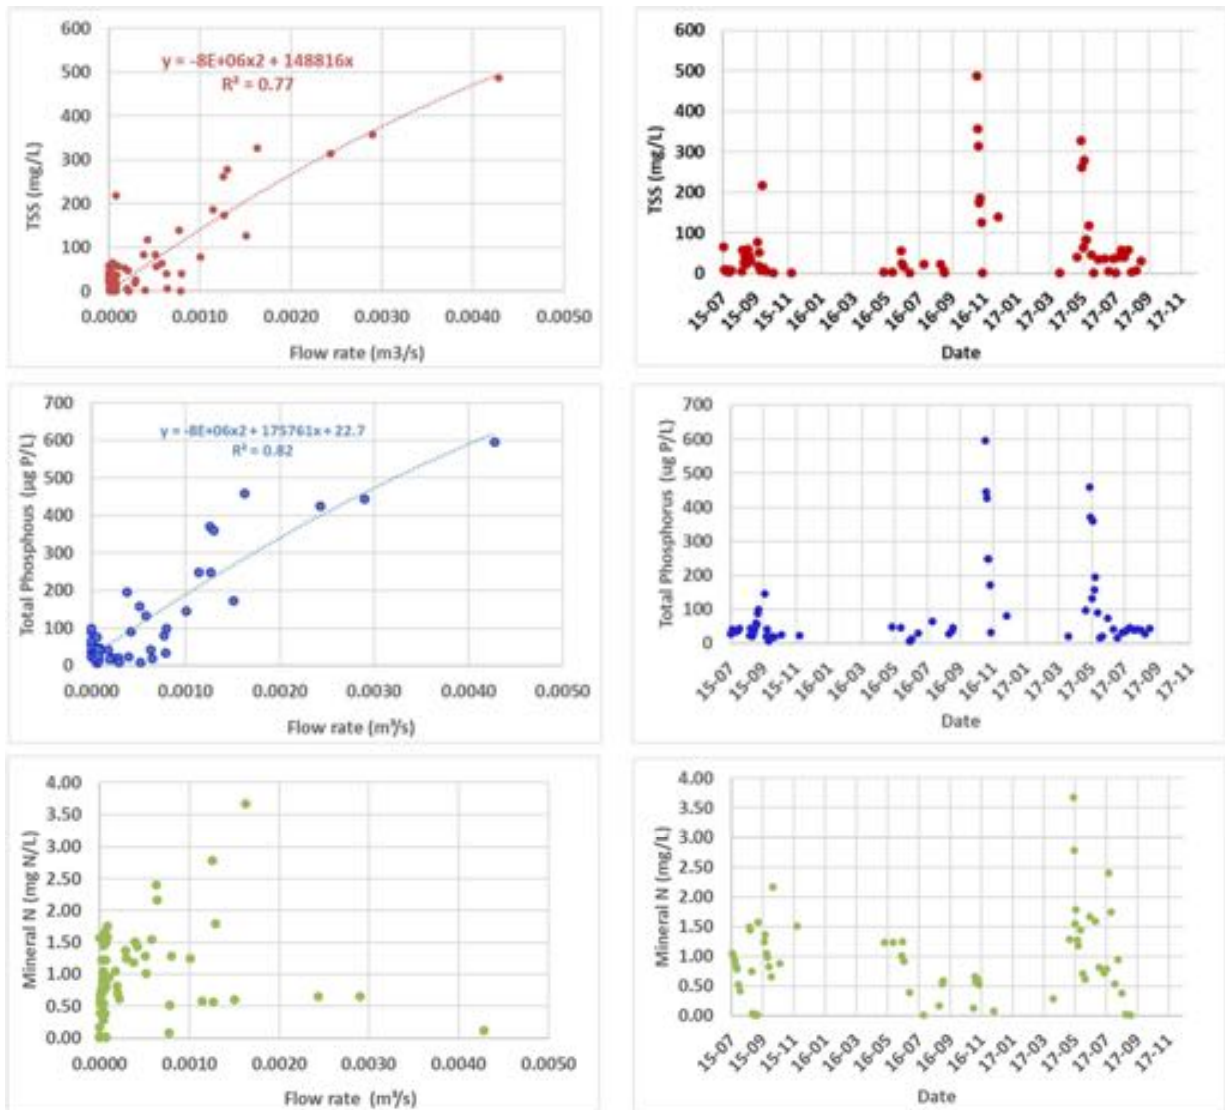 600
500
400
300
200
100
0
TSS (mg/L)
y = -8E+06x2 + 148816x
R² = 0.77
0.0000 0.0010 0.0020 0.0030 0.0040 0.0050
Flow rate (m3/s)
600
500
400
300
200
100
0
TSS (mg/L)
15-07 15-09 15-11 16-01 16-03 16-05 16-07 16-09 16-11 17-01 17-03 17-05 17-07 17-09 17-11
Date
700
600
500
400
300
200
100
0
Total Phosphous (µg P/L)
y = -8E+06x2 + 175761x + 22.7
R² = 0.82
0.0000 0.0010 0.0020 0.0030 0.0040 0.0050
Flow rate (m³/s)
700
600
500
400
300
200
100
0
Total Phosphorus (ug P/L)
15-07 15-09 15-11 16-01 16-03 16-05 16-07 16-09 16-11 17-01 17-03 17-05 17-07 17-09 17-11
Date
4.00
3.50
3.00
2.50
2.00
1.50
1.00
0.50
0.00
Mineral N (mg N/L)
0.0000 0.0010 0.0020 0.0030 0.0040 0.0050
Flow rate (m³/s)
4.00
3.50
3.00
2.50
2.00
1.50
1.00
0.50
0.00
Mineral N (mg/L)
15-07 15-09 15-11 16-01 16-03 16-05 16-07 16-09 16-11 17-01 17-03 17-05 17-07 17-09 17-11
Date